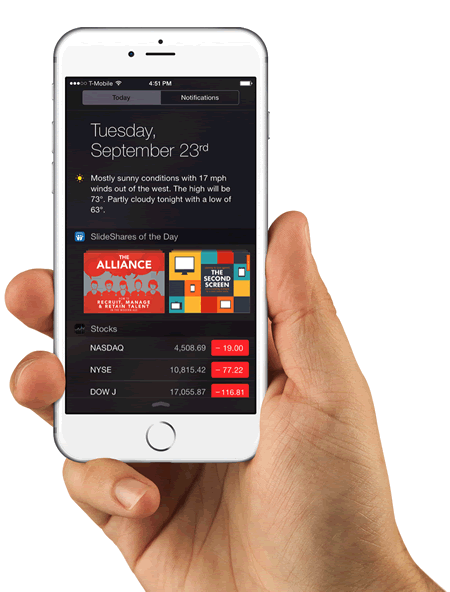 T-Mobile 4:51 PM
Today Notifications
Tuesday,
September 23rd
Mostly sunny conditions with 17 mph
winds out of the west. The high will be
73°. Partly cloudy tonight with a low of
63°.
SlideShares of the Day
THE
ALLIANCE
RECRUIT, MANAGE
& RETAIN TALENT
THE
SECOND
SCREEN
Stocks
NASDAQ 4,508.69 − 19.00
NYSE 10,815.42 − 77.22
DOW J 17,055.87 −116.81